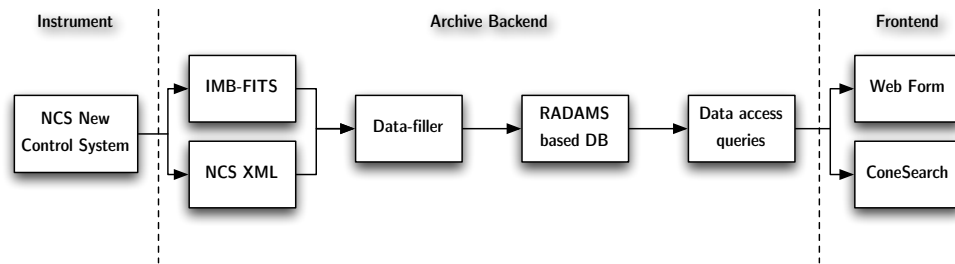 Instrument
Archive Backend
Frontend
NCS New
Control System
IMB-FITS
NCS XML
Data-filler
RADAMS
based DB
Data access
queries
Web Form
ConeSearch